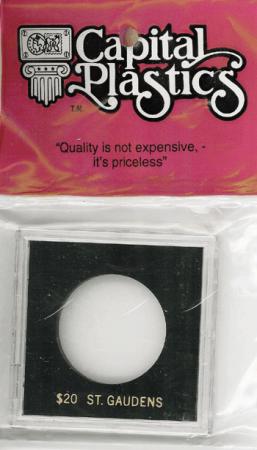 Capital
Plastics
T.M.
"Quality is not expensive, -
it's priceless"
$20 ST. GAUDENS